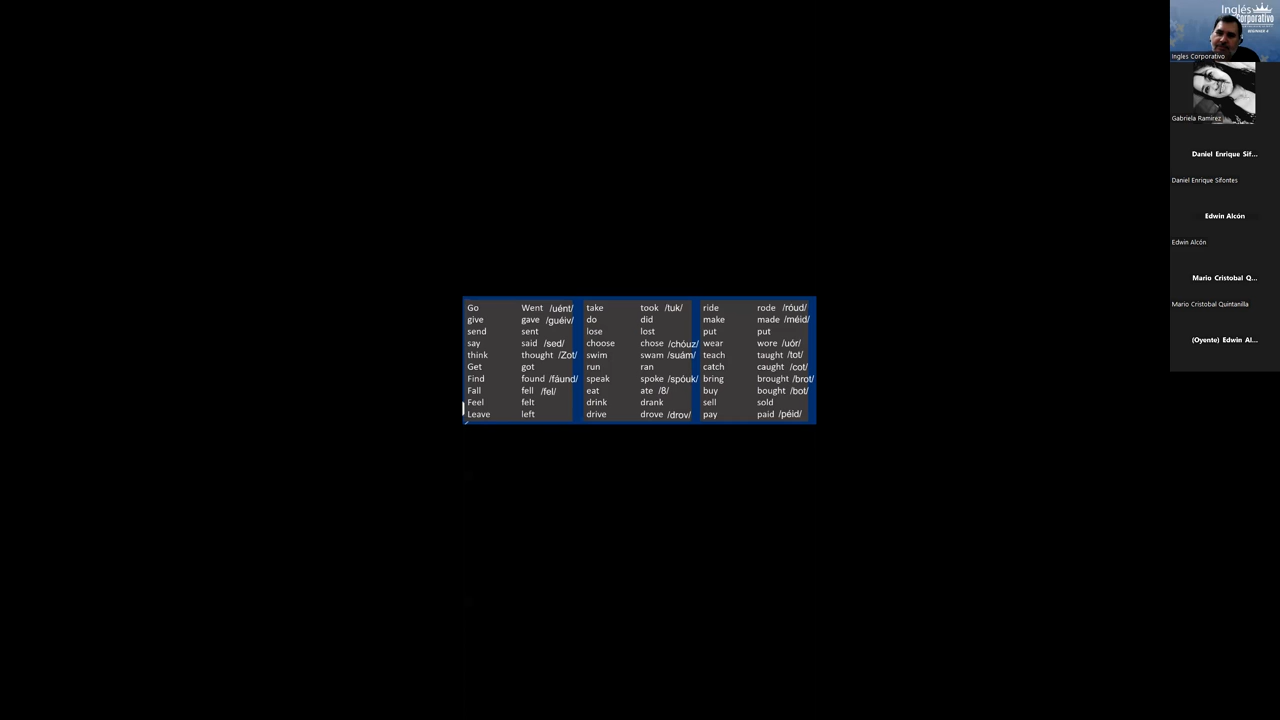 Go Went /uént/ take took /tuk/ ride rode /róud/
give gave /guéiv/ do did make made /méid/
send sent lose lost put put
say said /sed/ choose chose /chóuz/ wear wore /uór/
think thought /Zot/ swim swam /suám/ teach taught /tot/
Get got run ran catch caught /cot/
Find found /fáund/ speak spoke /spóuk/ bring brought /brot/
Fall fell /fel/ eat ate /8/ buy bought /bot/
Feel felt drink drank sell sold
Leave left drive drove /drov/ pay paid /péid/
Inglés
Corporativo
BEGINNER 4
Ingles Corporativo
Gabriela Ramirez
Daniel Enrique Sif...
Daniel Enrique Sifontes
Edwin Alcón
Edwin Alcón
Mario Cristobal Q...
Mario Cristobal Quintanilla
(Oyente) Edwin Al...